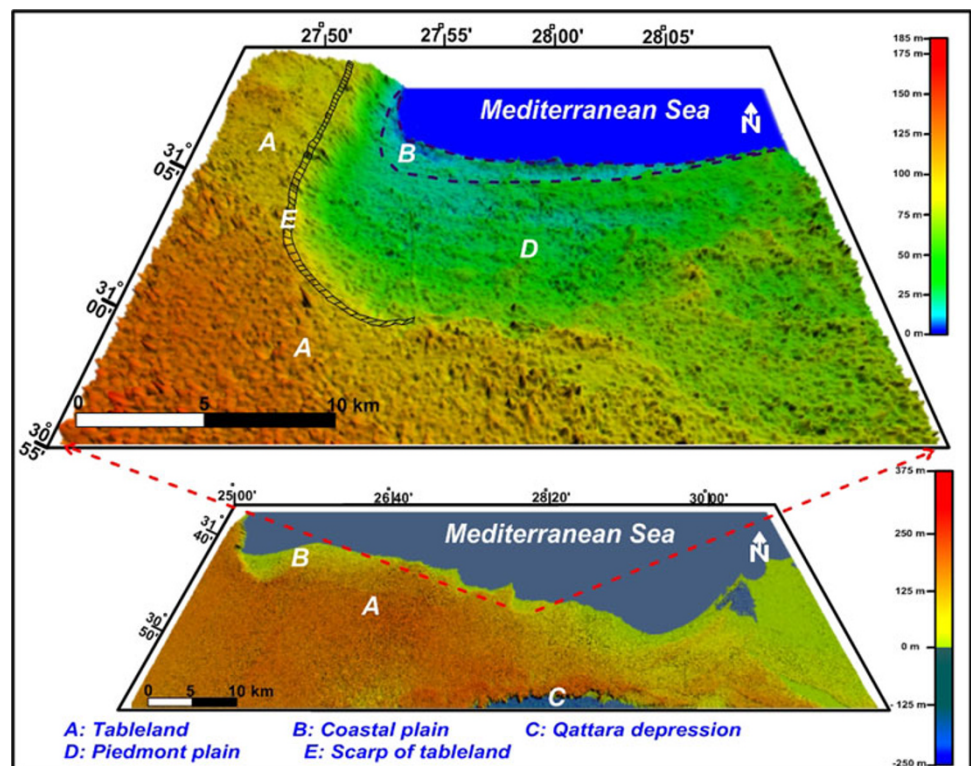 27°50' 27°55' 28°00' 28°05'
185 m
175 m
150 m
125 m
100 m
75 m
50 m
25 m
0 m
Mediterranean Sea
N
A
B
31°
05'
E
D
31°
00'
A
0 5 10 km
30°
55'
25°00' 26°40' 28°20' 30°00'
375 m
250 m
125 m
0 m
- 125 m
-250 m
31°
40'
Mediterranean Sea
N
B
A
30°
50'
C
0 5 10 km
A: Tableland B: Coastal plain C: Qattara depression
D: Piedmont plain E: Scarp of tableland